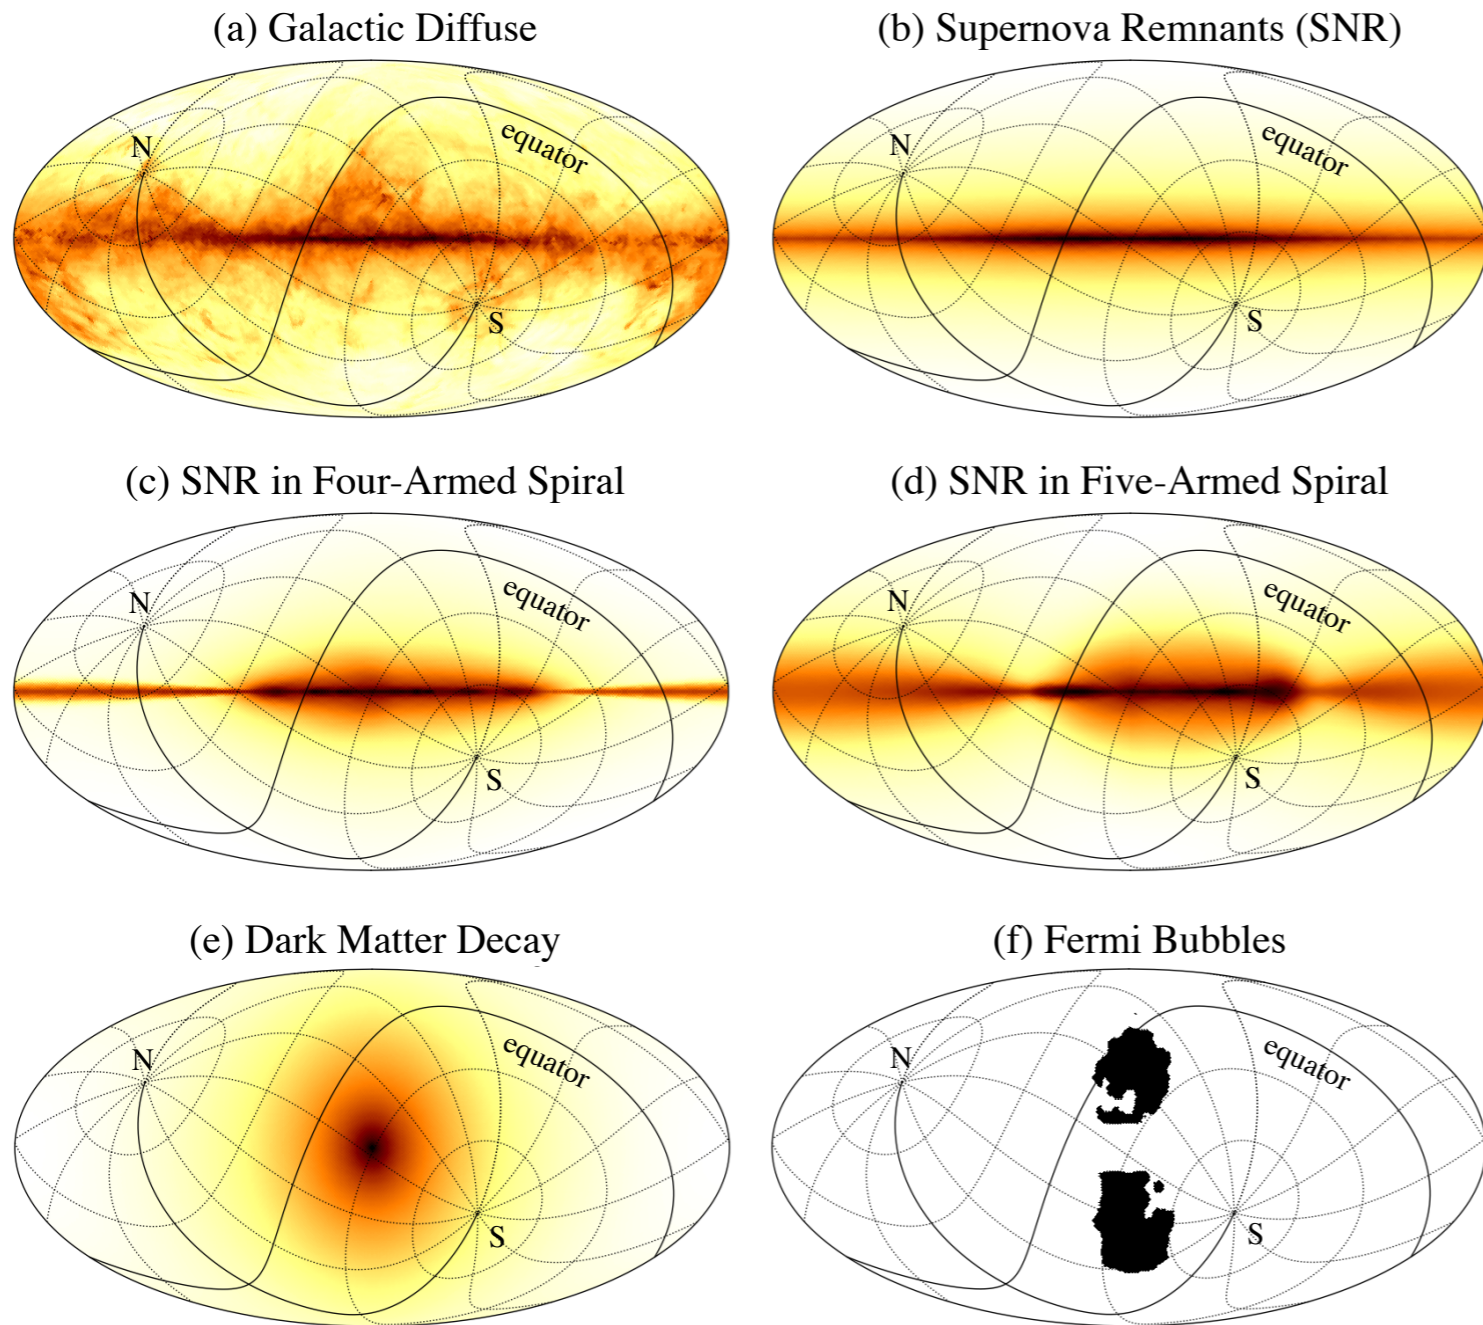 (a) Galactic Diffuse
(b) Supernova Remnants (SNR)
N
equator
S
N
equator
S
(c) SNR in Four-Armed Spiral
(d) SNR in Five-Armed Spiral
N
equator
S
N
equator
S
(e) Dark Matter Decay
(f) Fermi Bubbles
N
equator
S
N
equator
S